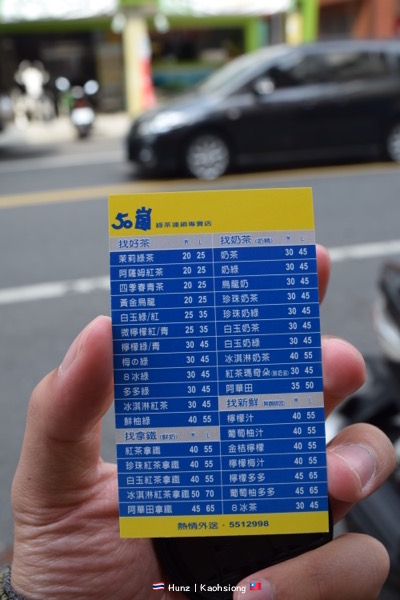 50嵐 綠茶連鎖專賣店
找好茶 M L
茉莉綠茶 20 25
阿薩姆紅茶 20 25
四季春青茶 20 25
黃金烏龍 20 25
白玉綠/紅 25 35
微檸檬紅/青 25 35
檸檬綠/青 30 45
梅の綠 30 45
8冰綠 30 45
多多綠 30 45
冰淇淋紅茶 30 45
鮮柚綠 40 55
找拿鐵(鮮奶) M L
紅茶拿鐵 40 55
珍珠紅茶拿鐵 40 55
白玉紅茶拿鐵 40 55
冰淇淋紅茶拿鐵 50 70
阿華田拿鐵 45 65
找奶茶(奶精) M L
奶茶 30 45
奶綠 30 45
烏龍奶 30 45
珍珠奶茶 30 45
珍珠奶綠 30 45
白玉奶茶 30 45
白玉奶綠 30 45
冰淇淋奶茶 40 55
紅茶瑪奇朵 30 45
阿華田 35 50
找新鮮 M L
檸檬汁 40 55
葡萄柚汁 40 55
金桔檸檬 40 55
檸檬梅汁 40 55
檸檬多多 45 65
葡萄柚多多 45 65
8冰茶 30 45
熱情外送・5512998
Hunz | Kaohsiong